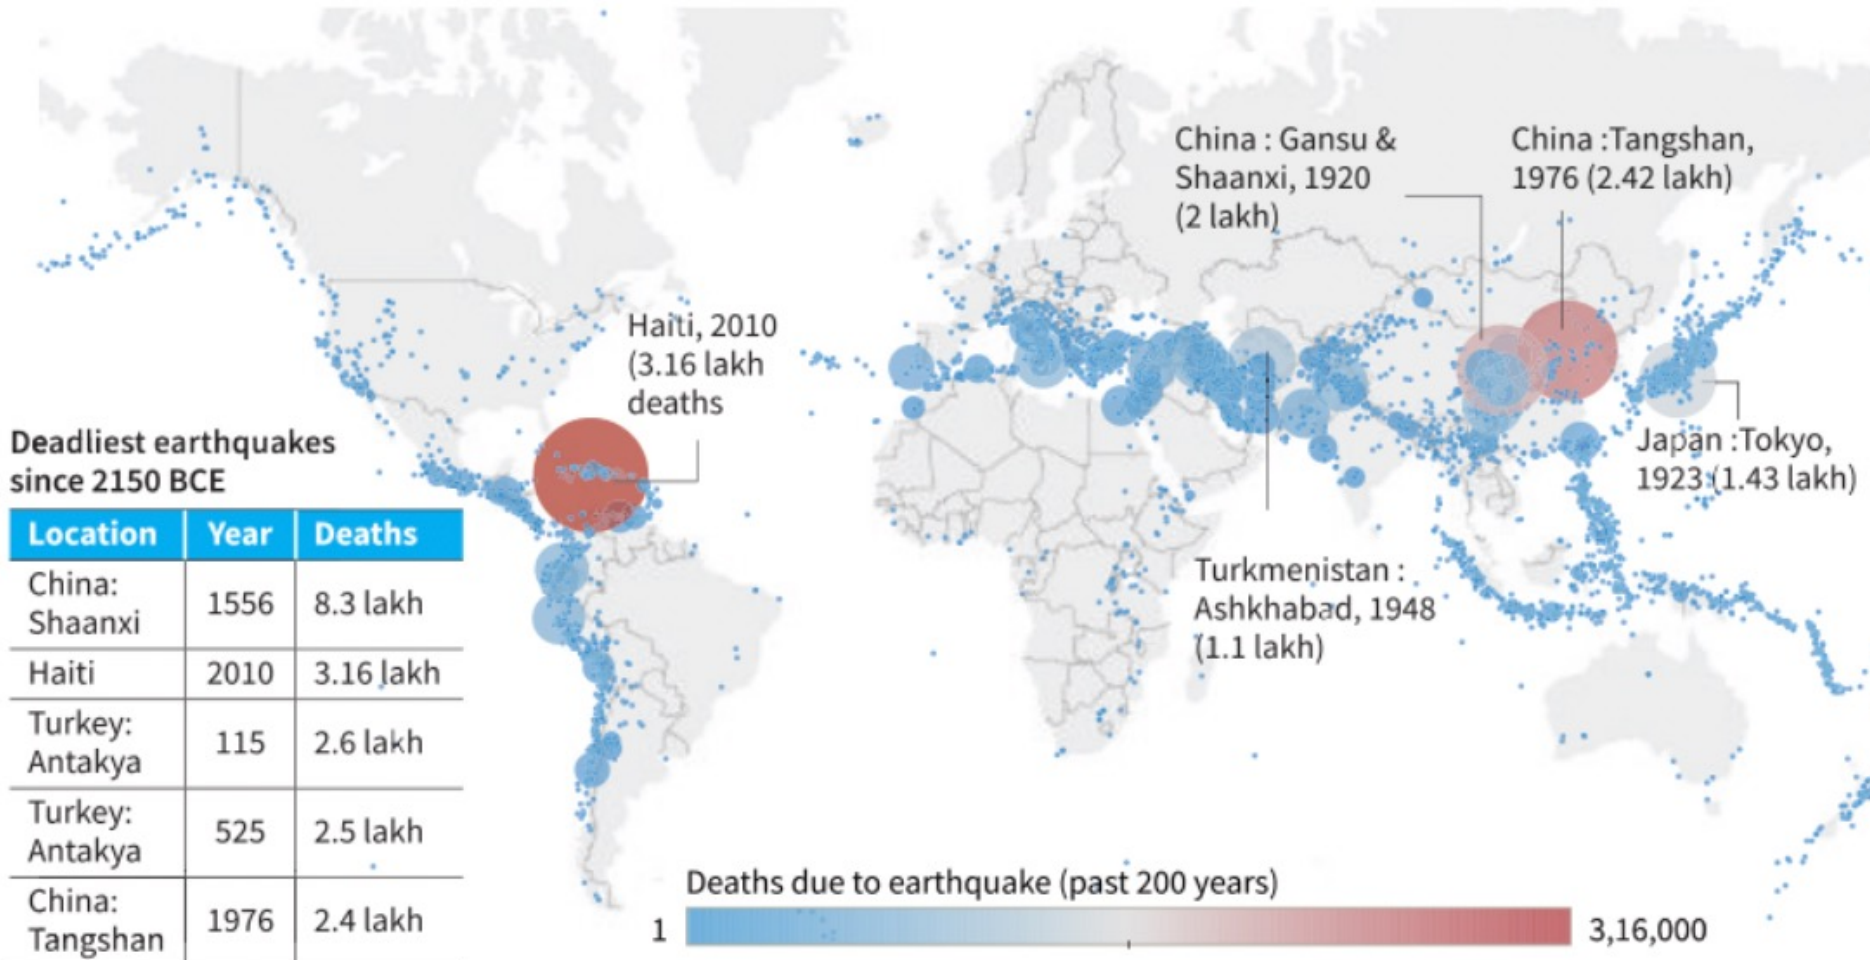 China : Gansu &
Shaanxi, 1920
(2 lakh)
China :Tangshan,
1976 (2.42 lakh)
Haiti, 2010
(3.16 lakh
deaths
Japan :Tokyo,
1923 (1.43 lakh)
Turkmenistan :
Ashkhabad, 1948
(1.1 lakh)
Deadliest earthquakes
since 2150 BCE
Location Year Deaths
China:
Shaanxi 1556 8.3 lakh
Haiti 2010 3.16 lakh
Turkey:
Antakya 115 2.6 lakh
Turkey:
Antakya 525 2.5 lakh
China:
Tangshan 1976 2.4 lakh
Deaths due to earthquake (past 200 years)
1 3,16,000